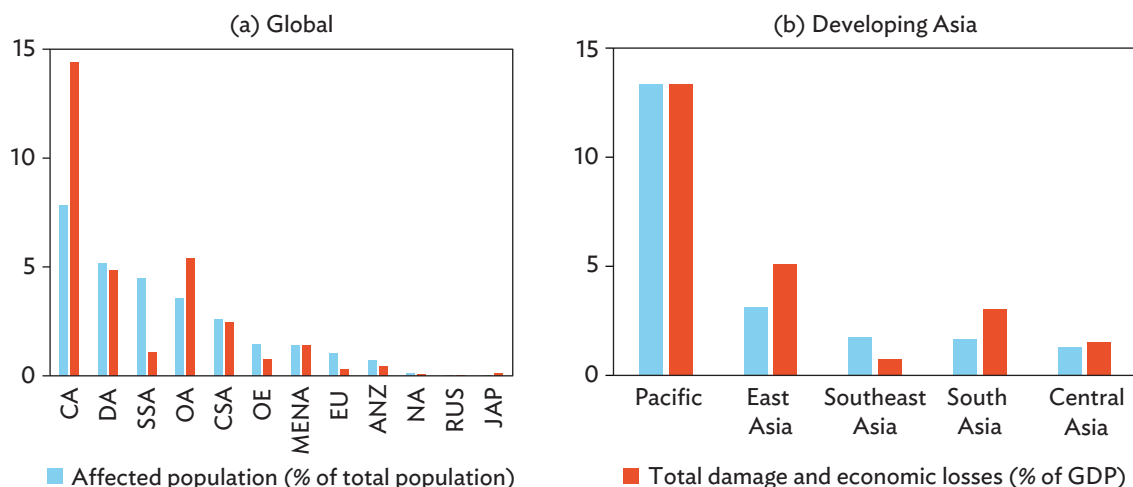 (a) Global
15
10
5
0
CA
DA
SSA
OA
CSA
OE
MENA
EU
ANZ
NA
RUS
JAP
(b) Developing Asia
15
10
5
0
Pacific
East
Asia
Southeast
Asia
South
Asia
Central
Asia
Affected population (% of total population)
Total damage and economic losses (% of GDP)